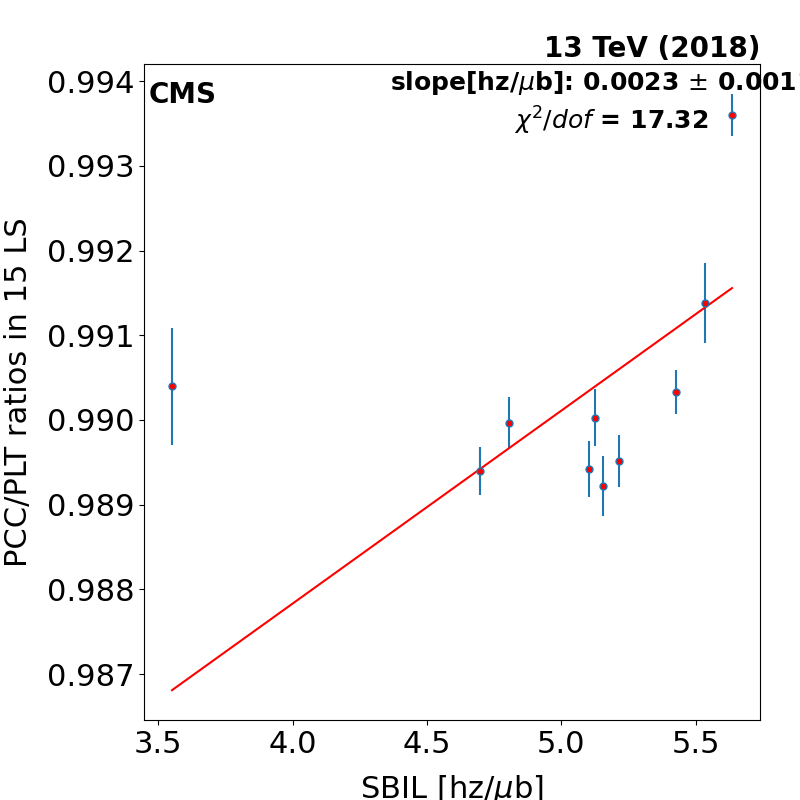 13 TeV (2018)
CMS
slope[hz/μb]: 0.0023 ± 0.001
χ²/dof = 17.32
PCC/PLT ratios in 15 LS
0.994
0.993
0.992
0.991
0.990
0.989
0.988
0.987
3.5 4.0 4.5 5.0 5.5
SBIL [hz/μb]